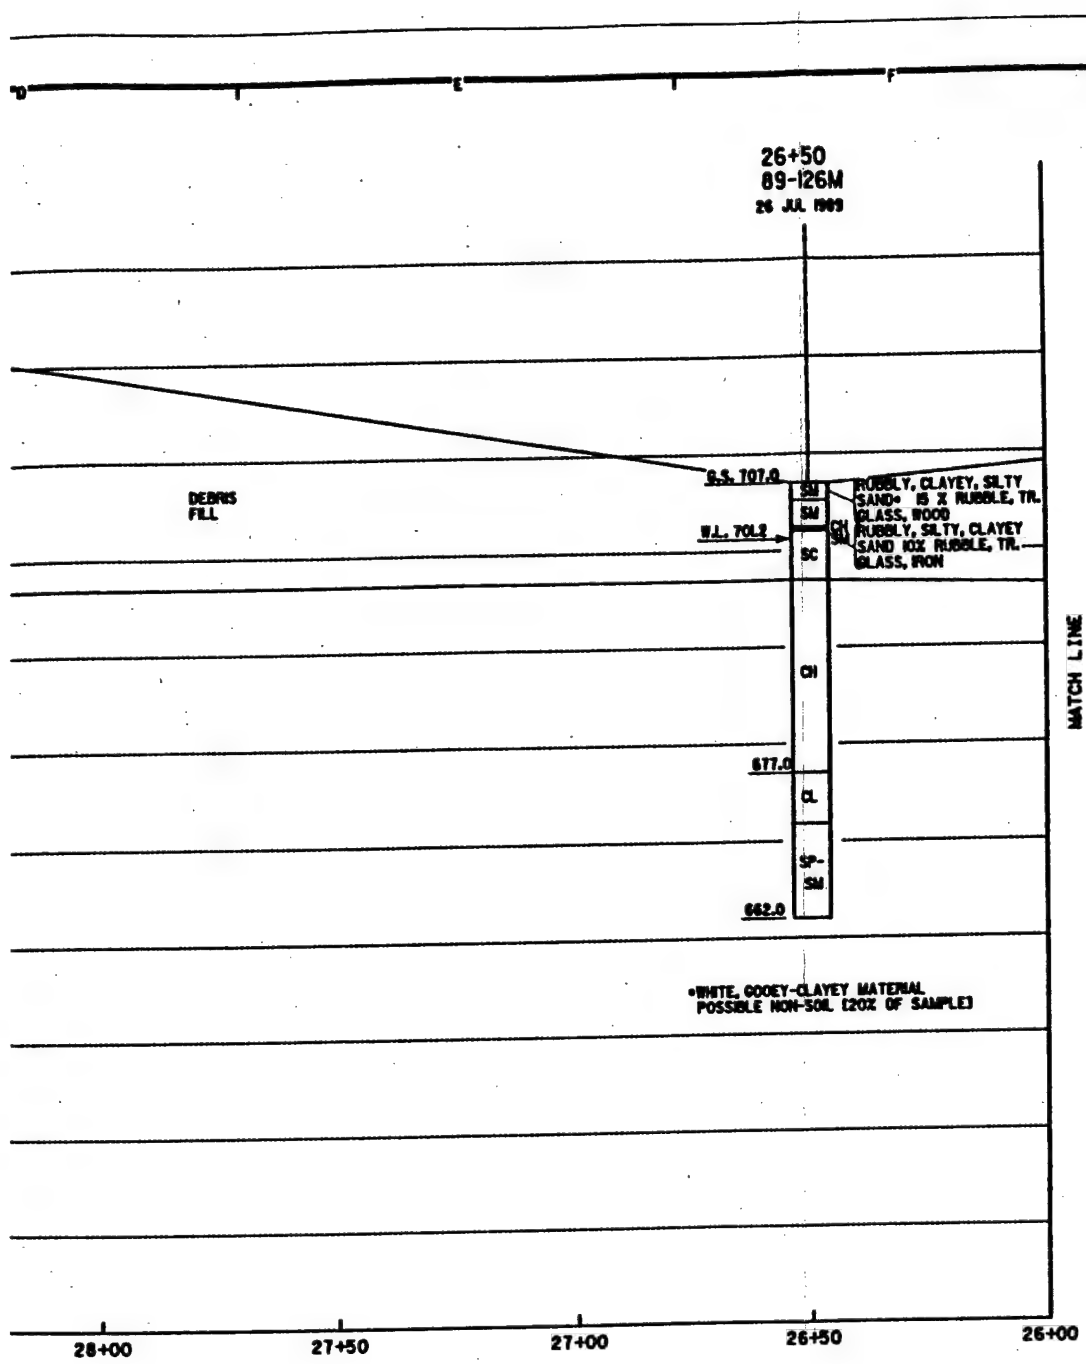 D
E
F
26+50
89-126M
26 JUL 1989
G.S. 707.0
SM
RUBBLY, CLAYEY, SILTY
SAND* 15 % RUBBLE, TR.
GLASS, WOOD
DEBRIS
FILL
SM
CH
SM
RUBBLY, SILTY, CLAYEY
SAND 10% RUBBLE, TR.
GLASS, IRON
W.L. 701.2
SC
CH
MATCH LINE
677.0
CL
SP-
SM
662.0
*WHITE, GOOEY-CLAYEY MATERIAL
POSSIBLE NON-SOIL [20% OF SAMPLE]
28+00
27+50
27+00
26+50
26+00